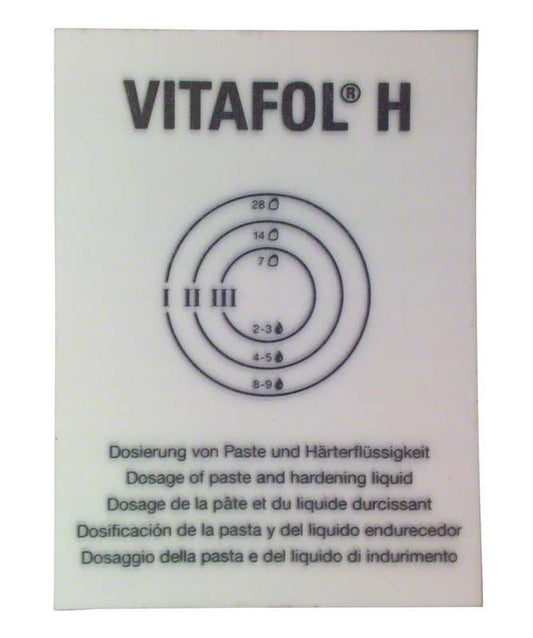 VITAFOL® H
28
14
7
I II III
2-3
4-5
8-9
Dosierung von Paste und Härterflüssigkeit
Dosage of paste and hardening liquid
Dosage de la pâte et du liquide durcissant
Dosificación de la pasta y del liquido endurecedor
Dosaggio della pasta e del liquido di indurimento